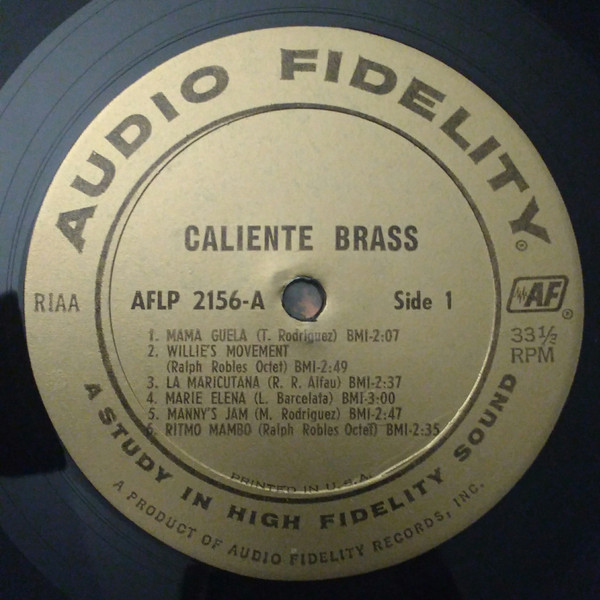 AUDIO FIDELITY ®
CALIENTE BRASS
RIAA
AFLP 2156-A
Side 1
AF ®
33⅓
RPM
1. MAMA GUELA (T. Rodriguez) BMI-2:07
2. WILLIE'S MOVEMENT
(Ralph Robles Octet) BMI-2:49
3. LA MARICUTANA (R. R. Alfau) BMI-2:37
4. MARIE ELENA (L. Barcelata) BMI-3:00
5. MANNY'S JAM (M. Rodriguez) BMI-2:47
6. RITMO MAMBO (Ralph Robles Octet) BMI-2:35
PRINTED IN U.S.A.
A STUDY IN HIGH FIDELITY SOUND
A PRODUCT OF AUDIO FIDELITY RECORDS, INC.